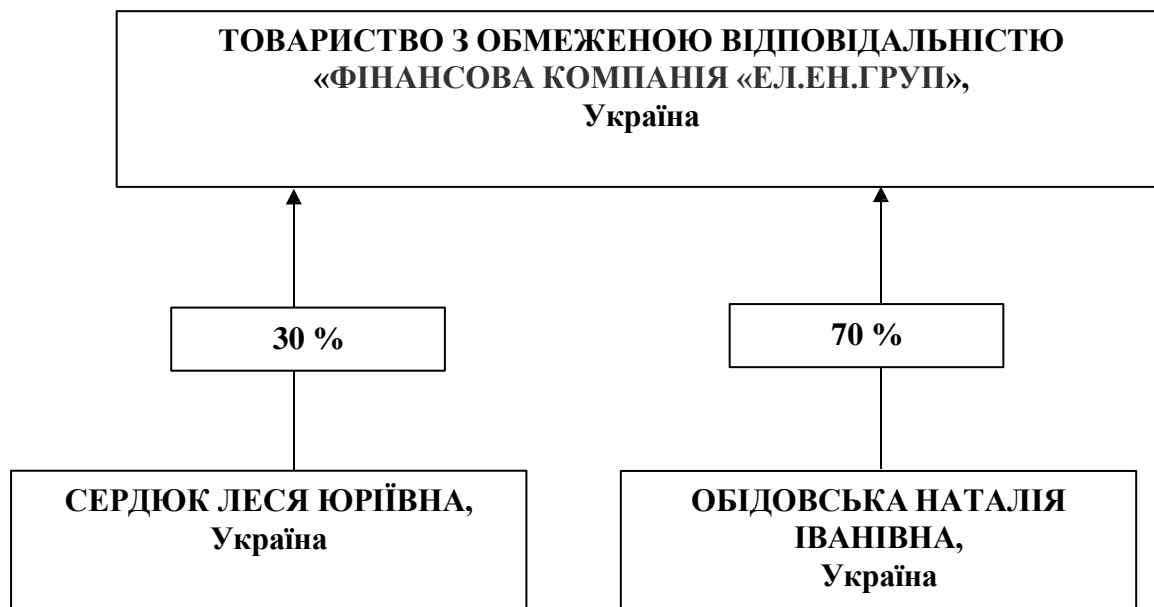 ТОВАРИСТВО З ОБМЕЖЕНОЮ ВІДПОВІДАЛЬНІСТЮ
«ФІНАНСОВА КОМПАНІЯ «ЕЛ.ЕН.ГРУП»,
Україна
30 %
70 %
СЕРДЮК ЛЕСЯ ЮРІЇВНА,
Україна
ОБІДОВСЬКА НАТАЛІЯ
ІВАНІВНА,
Україна